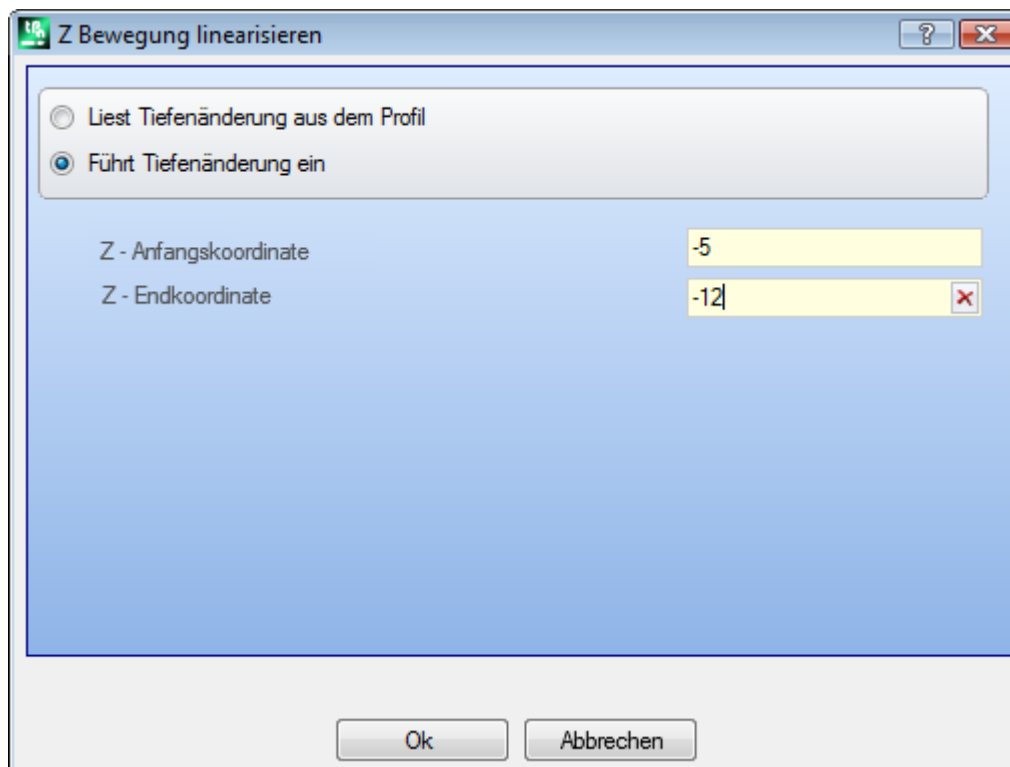 Z Bewegung linearisieren
Liest Tiefenänderung aus dem Profil
Führt Tiefenänderung ein
Z - Anfangskoordinate
-5
Z - Endkoordinate
-12
Ok
Abbrechen